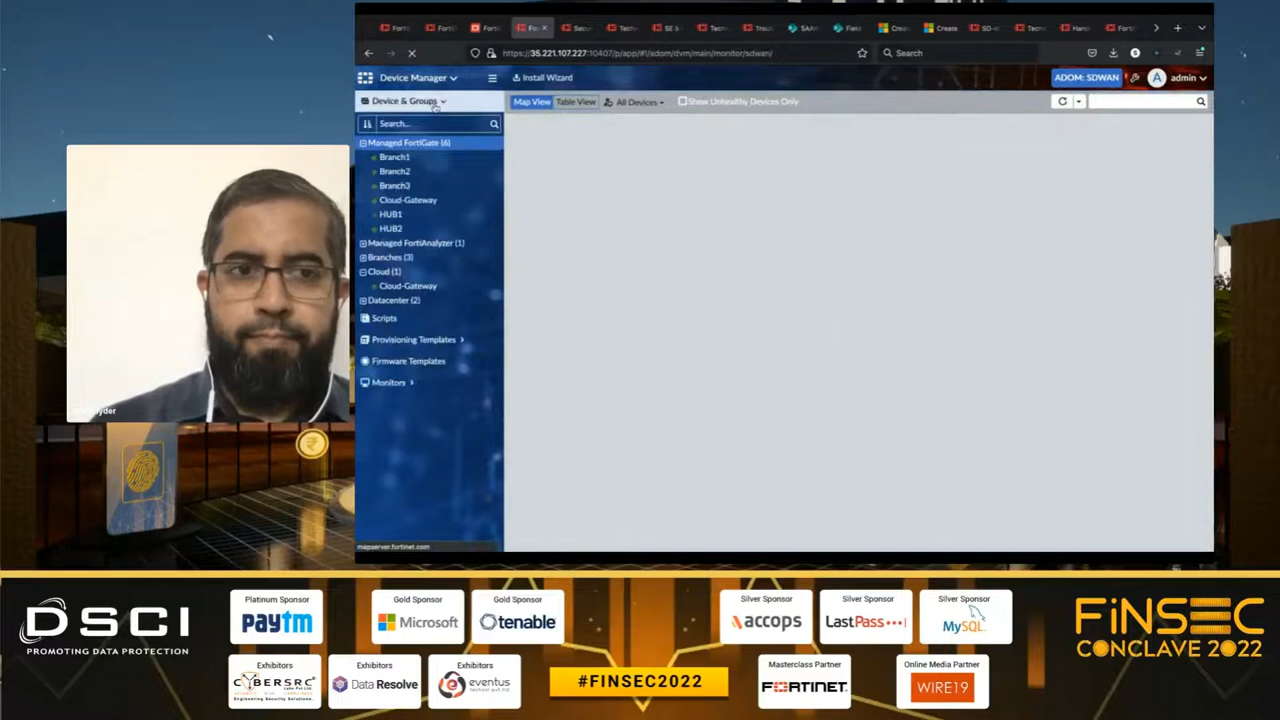 https://35.221.107.227:10407/p/app/#!/adom/dvm/main/monitor/sdwan/
Search
Device Manager
Install Wizard
ADOM: SDWAN
A
admin
Device & Groups
Map View
Table View
All Devices
Show Unhealthy Devices Only
Search...
Managed FortiGate (6)
Branch1
Branch2
Branch3
Cloud-Gateway
HUB1
HUB2
Managed FortiAnalyzer (1)
Branches (3)
Cloud (1)
Cloud-Gateway
Datacenter (2)
Scripts
Provisioning Templates
Firmware Templates
Monitors
mapserver.fortinet.com
DSCI
PROMOTING DATA PROTECTION
Platinum Sponsor
paytm
Gold Sponsor
Microsoft
Gold Sponsor
tenable
Silver Sponsor
accops
Silver Sponsor
LastPass
Silver Sponsor
MySQL
FiNSEC
CONCLAVE 2022
Exhibitors
CYBERSRC
Exhibitors
Data Resolve
Exhibitors
eventus
#FINSEC2022
Masterclass Partner
FORTINET
Online Media Partner
WIRE19